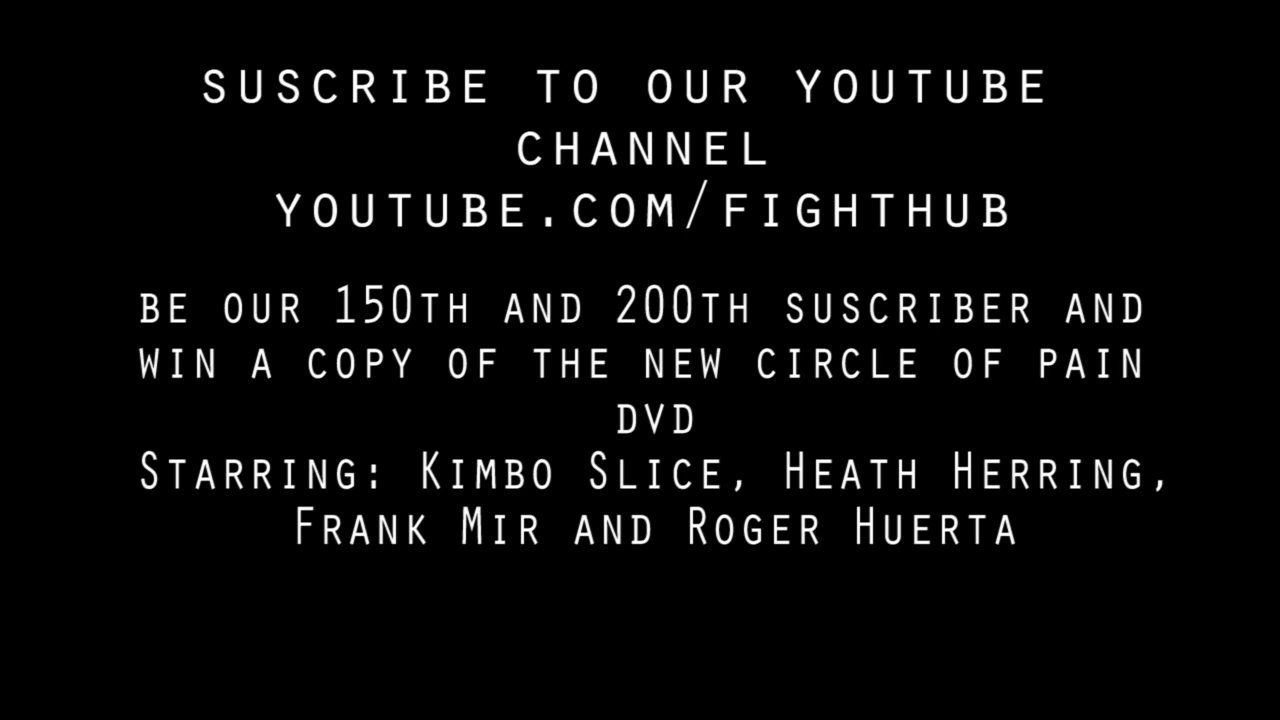 SUSCRIBE TO OUR YOUTUBE
CHANNEL
YOUTUBE.COM/FIGHTHUB
BE OUR 150TH AND 200TH SUSCRIBER AND
WIN A COPY OF THE NEW CIRCLE OF PAIN
DVD
STARRING: KIMBO SLICE, HEATH HERRING,
FRANK MIR AND ROGER HUERTA